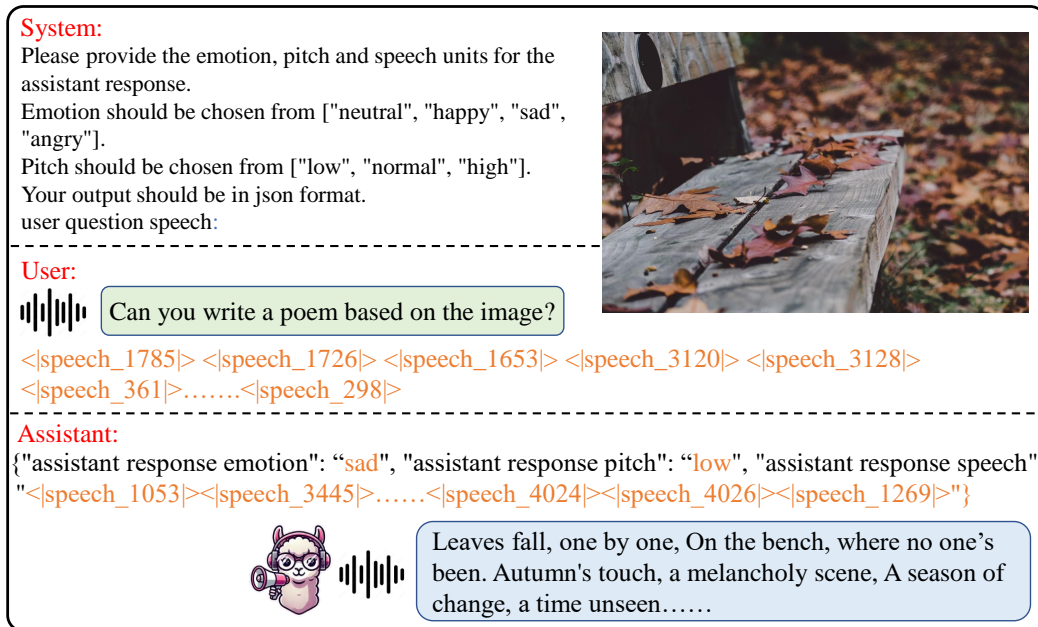 System:
Please provide the emotion, pitch and speech units for the
assistant response.
Emotion should be chosen from ["neutral", "happy", "sad",
"angry"].
Pitch should be chosen from ["low", "normal", "high"].
Your output should be in json format.
user question speech:
User:
Can you write a poem based on the image?
<|speech_1785|> <|speech_1726|> <|speech_1653|> <|speech_3120|> <|speech_3128|>
<|speech_361|>…….<|speech_298|>
Assistant:
{"assistant response emotion": “sad", "assistant response pitch": “low", "assistant response speech"
"<|speech_1053|><|speech_3445|>……<|speech_4024|><|speech_4026|><|speech_1269|>"}
Leaves fall, one by one, On the bench, where no one’s
been. Autumn's touch, a melancholy scene, A season of
change, a time unseen……